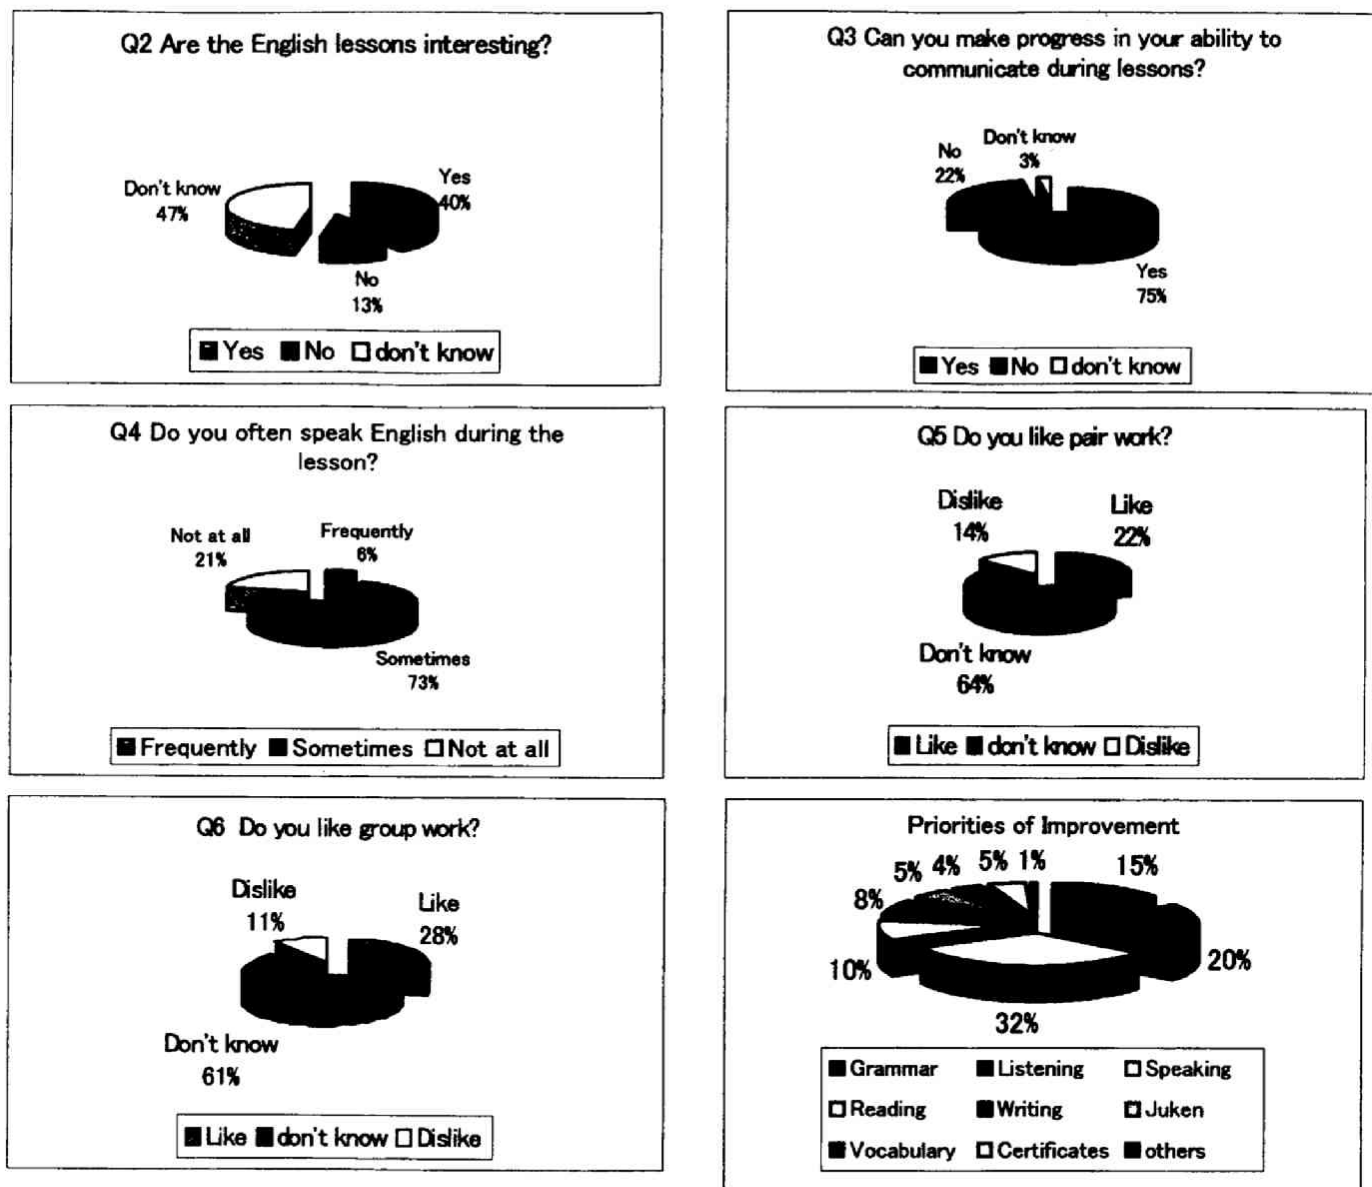 Q2 Are the English lessons interesting?
Don't know
47%
Yes
40%
No
13%
Yes No don't know
Q3 Can you make progress in your ability to
communicate during lessons?
Don't know
3%
No
22%
Yes
75%
Yes No don't know
Q4 Do you often speak English during the
lesson?
Not at all
21%
Frequently
6%
Sometimes
73%
Frequently Sometimes Not at all
Q5 Do you like pair work?
Dislike
14%
Like
22%
Don't know
64%
Like don't know Dislike
Q6 Do you like group work?
Dislike
11%
Like
28%
Don't know
61%
Like don't know Dislike
Priorities of Improvement
5% 4% 5% 1% 15%
8%
10% 20%
32%
Grammar Listening Speaking
Reading Writing Juken
Vocabulary Certificates others